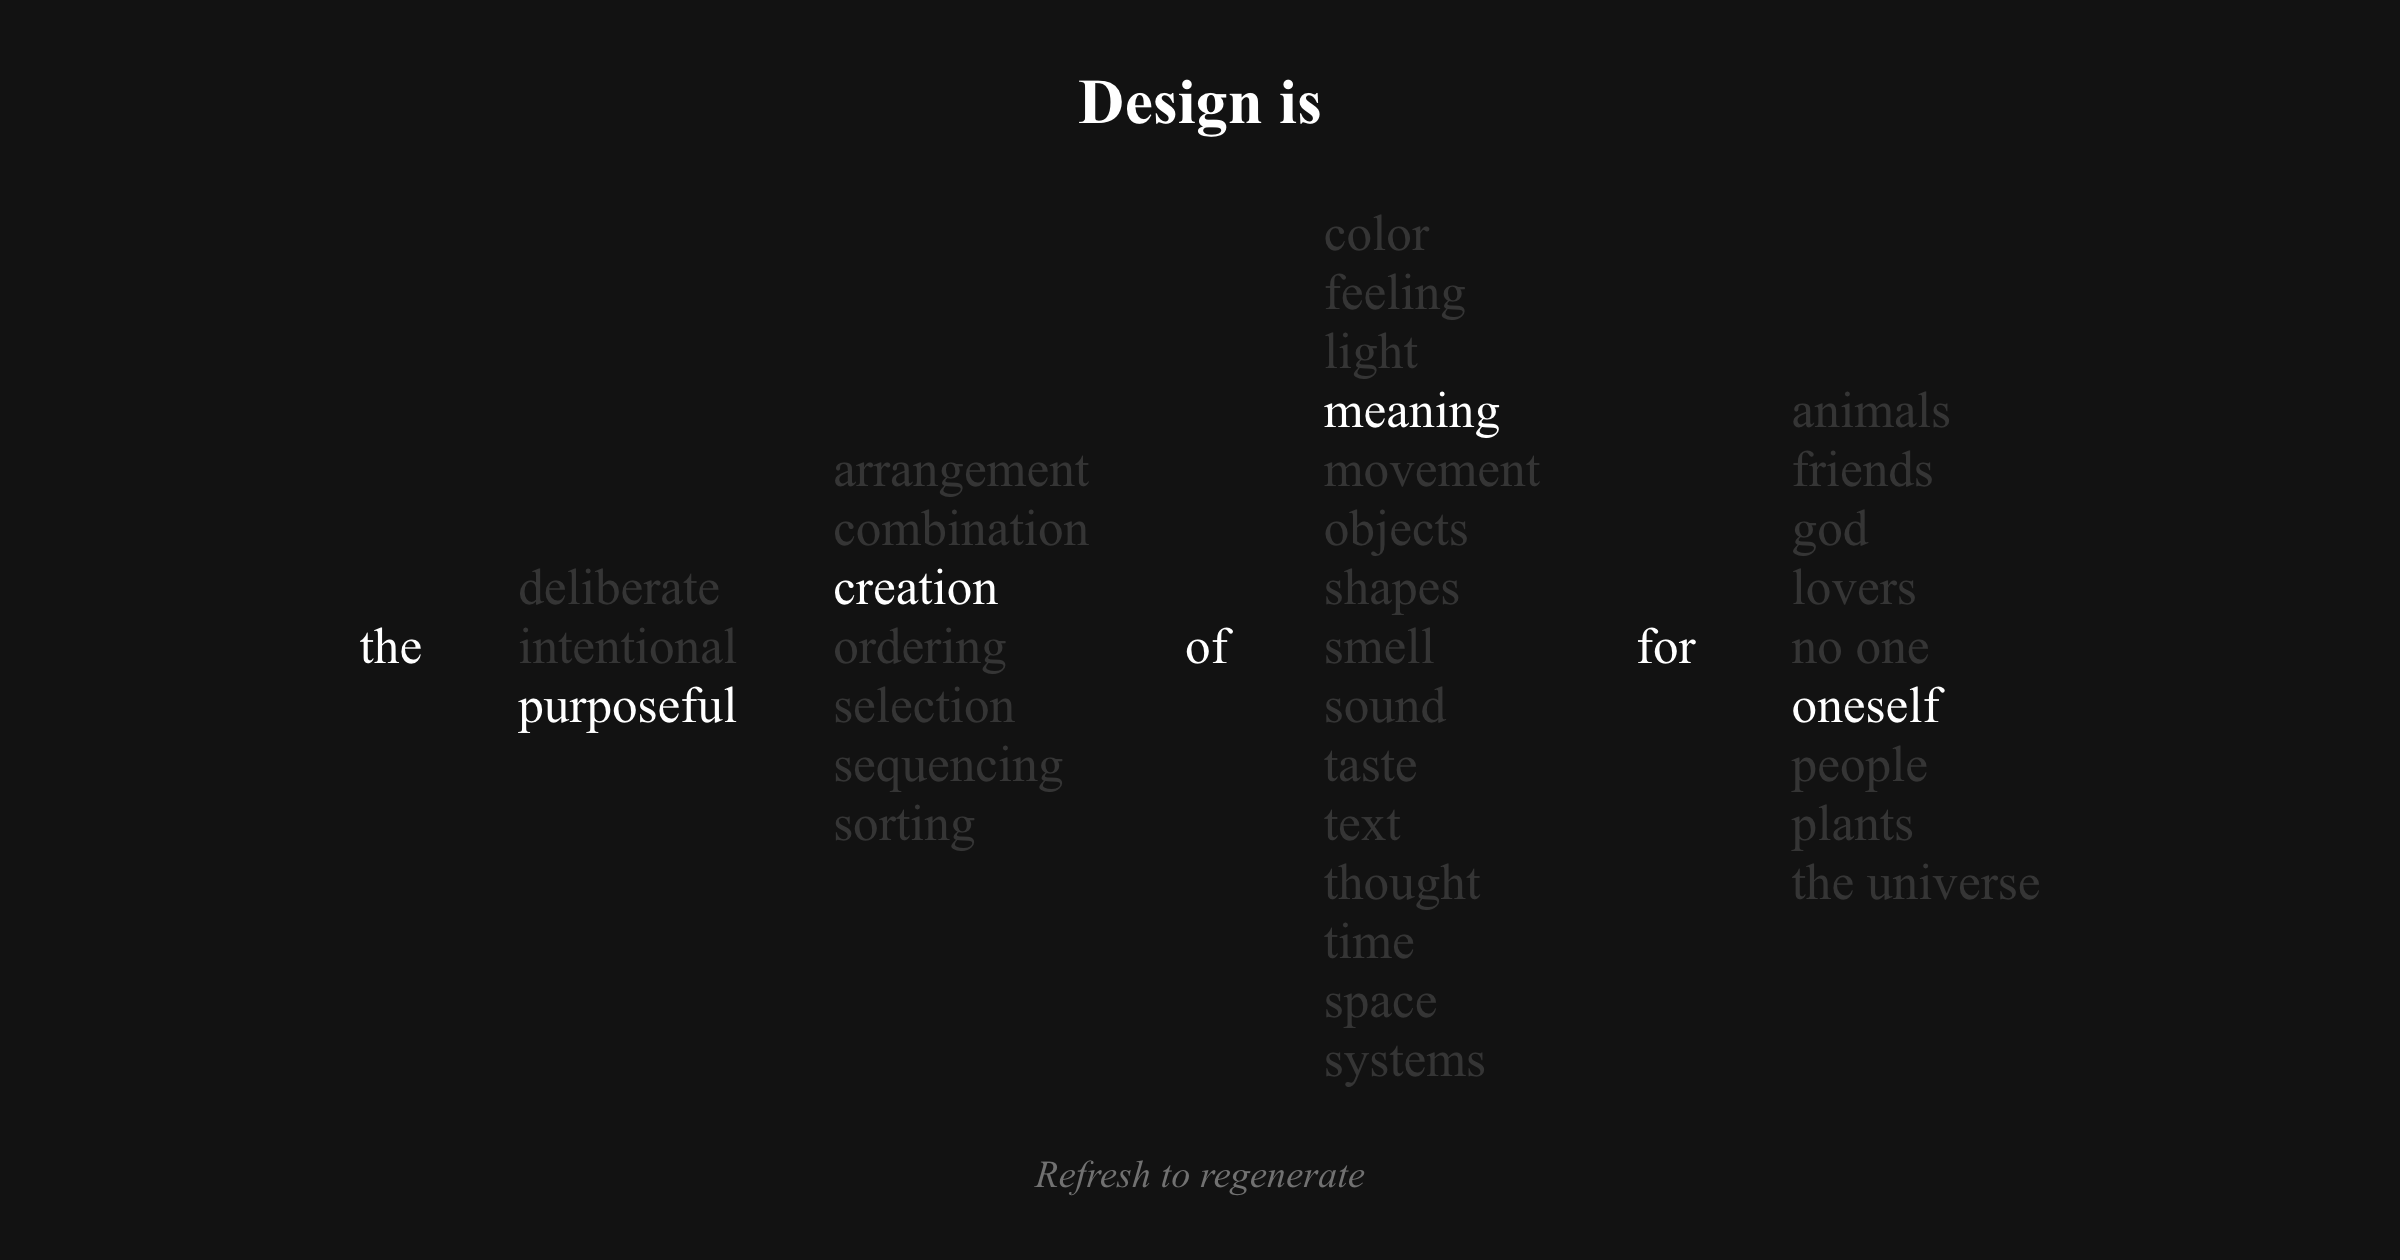 Design is
the
deliberate
intentional
purposeful
arrangement
combination
creation
ordering
selection
sequencing
sorting
of
color
feeling
light
meaning
movement
objects
shapes
smell
sound
taste
text
thought
time
space
systems
for
animals
friends
god
lovers
no one
oneself
people
plants
the universe
Refresh to regenerate